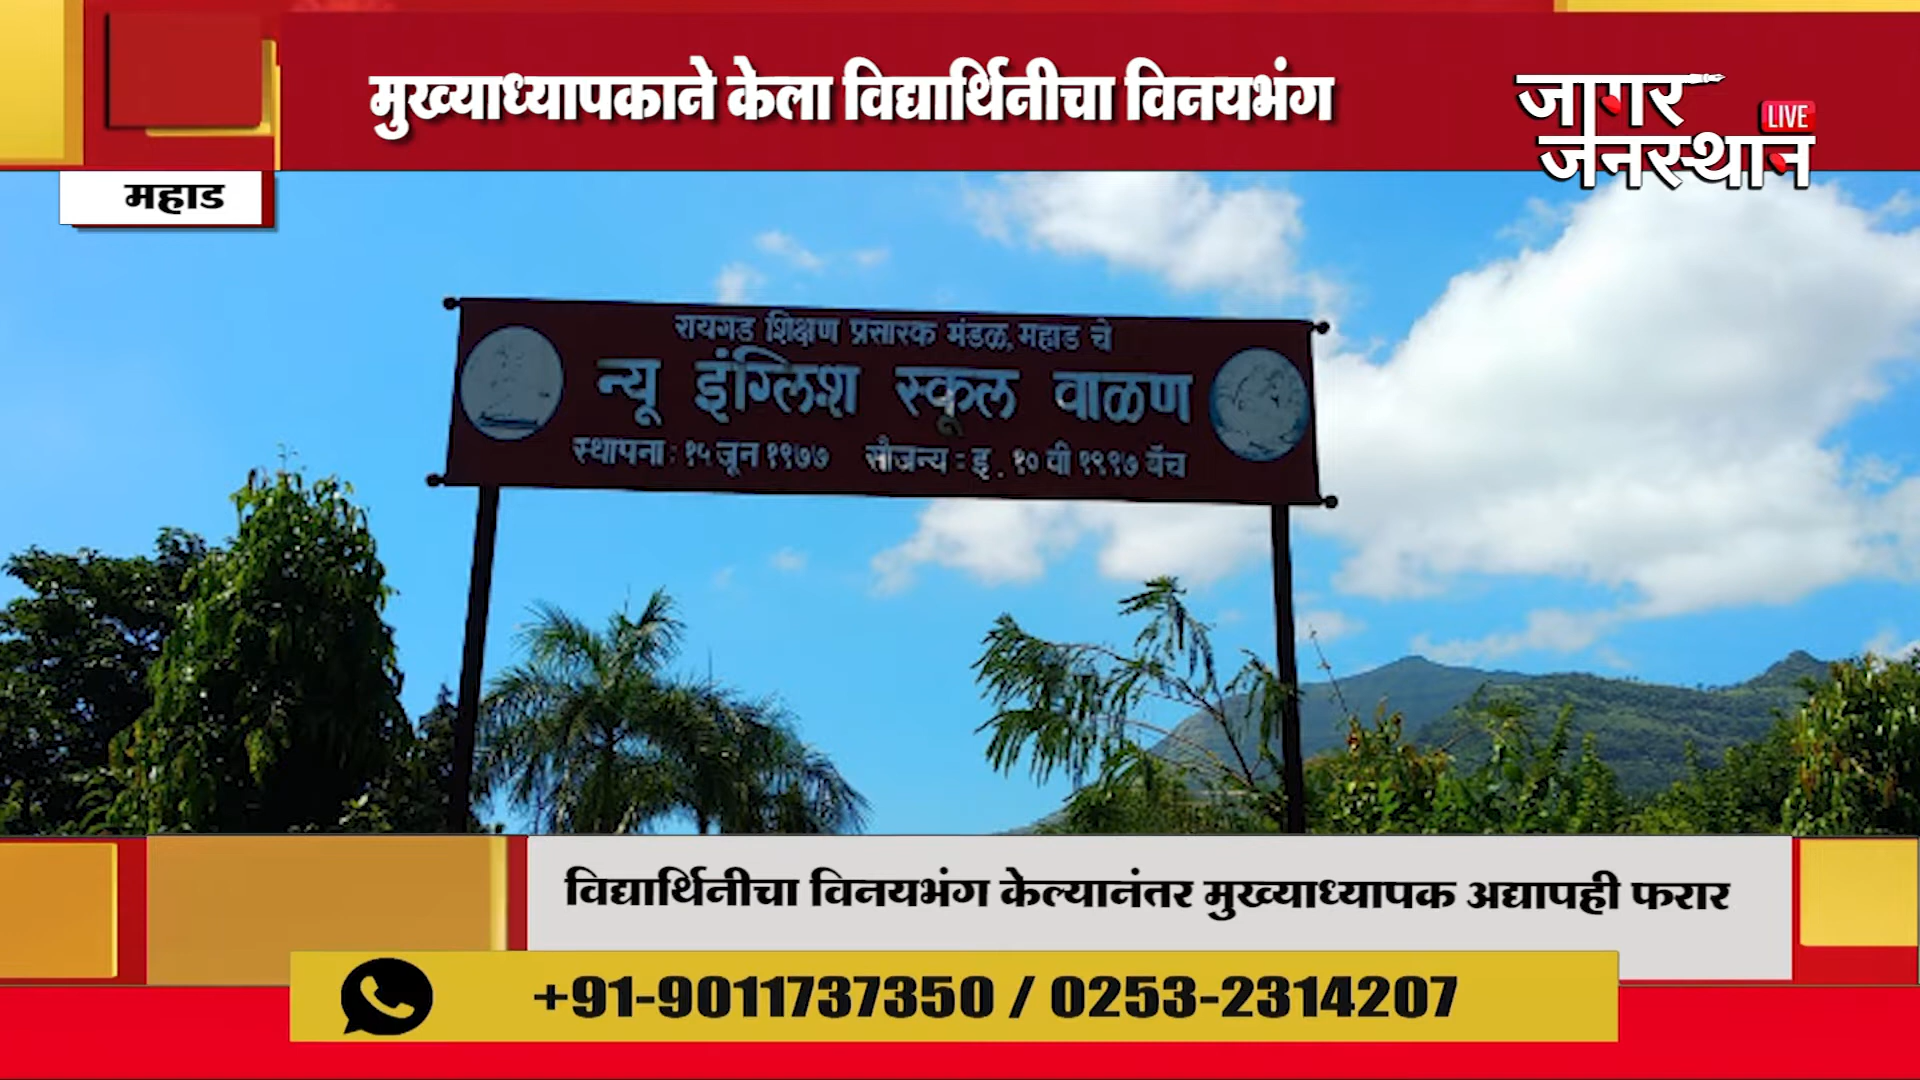 मुख्याध्यापकाने केला विद्यार्थिनीचा विनयभंग
जागर
LIVE
जनस्थान
महाड
रायगड शिक्षण प्रसारक मंडळ, महाड चे
न्यू इंग्लिश स्कूल वाळण
स्थापना : १५ जून १९७७ सौजन्य : इ. १० वी १९९७ बॅच
विद्यार्थिनीचा विनयभंग केल्यानंतर मुख्याध्यापक अद्यापही फरार
+91-9011737350 / 0253-2314207